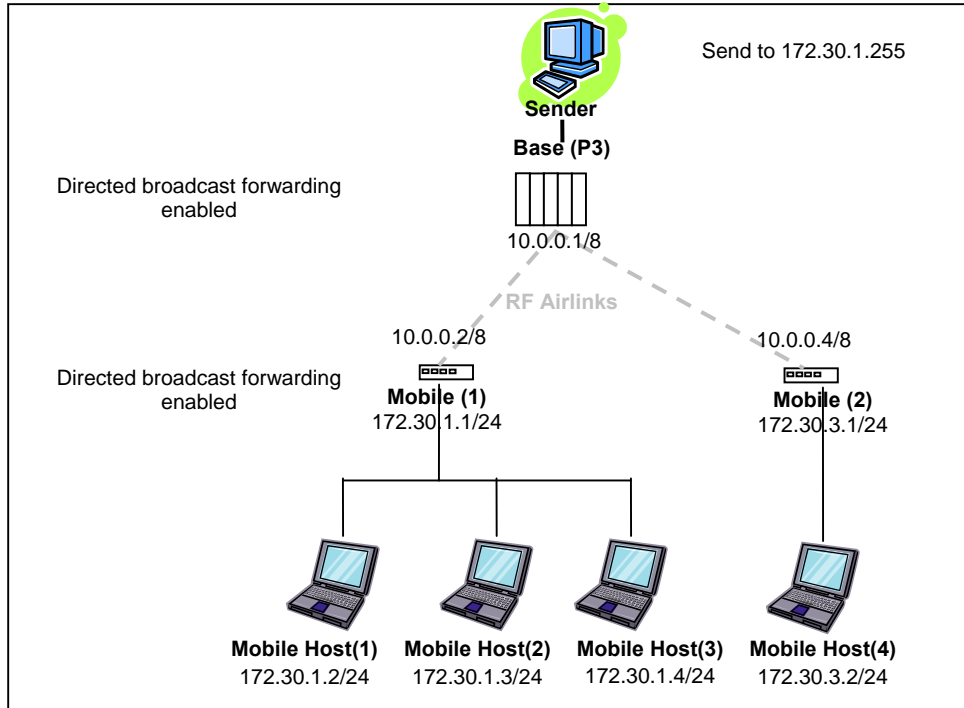 Send to 172.30.1.255
Sender
Base (P3)
Directed broadcast forwarding
enabled
10.0.0.1/8
RF Airlinks
10.0.0.2/8
10.0.0.4/8
Directed broadcast forwarding
enabled
Mobile (1)
172.30.1.1/24
Mobile (2)
172.30.3.1/24
Mobile Host(1)
172.30.1.2/24
Mobile Host(2)
172.30.1.3/24
Mobile Host(3)
172.30.1.4/24
Mobile Host(4)
172.30.3.2/24